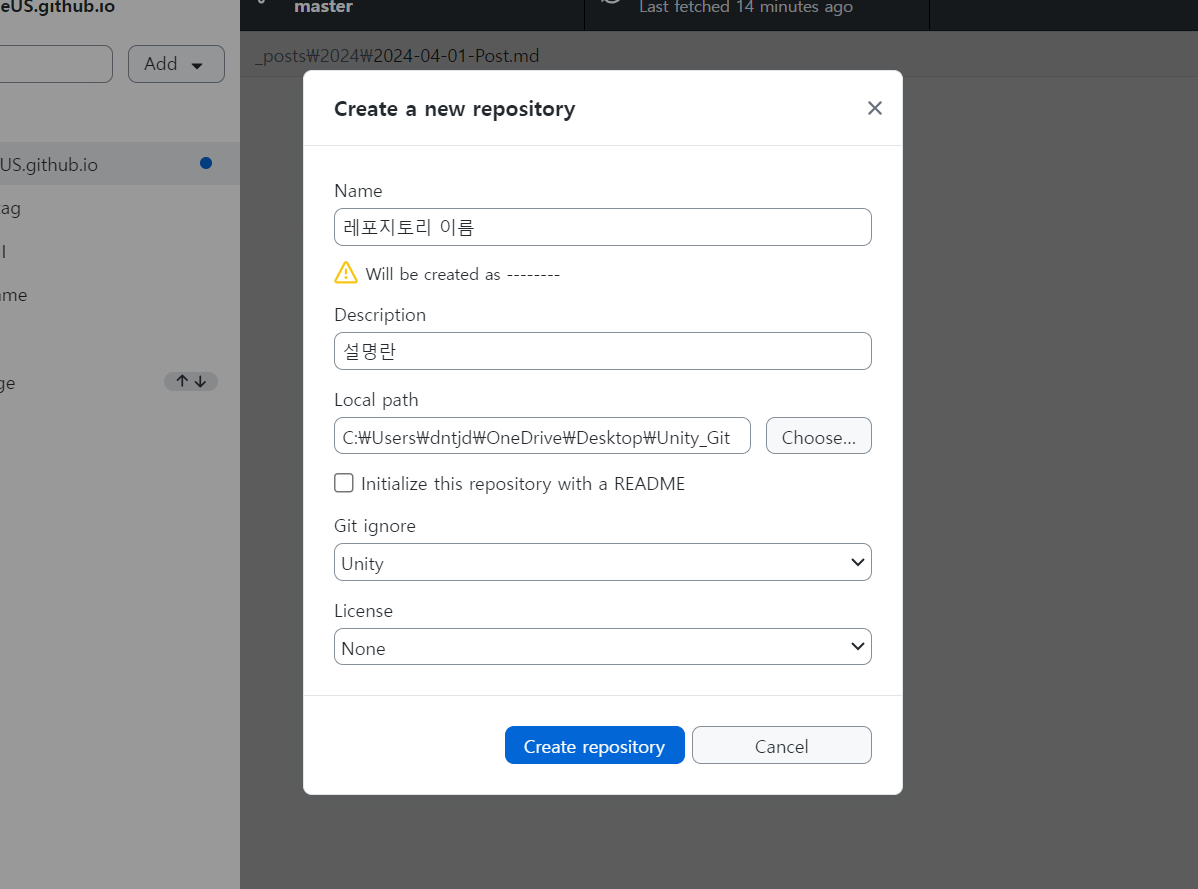 eUS.github.io
master
Last fetched 14 minutes ago
Add
_posts₩2024₩2024-04-01-Post.md
Create a new repository
US.github.io
Name
ag
레포지토리 이름
l
Will be created as --------
me
Description
설명란
ge
Local path
C:₩Users₩dntjd₩OneDrive₩Desktop₩Unity_Git
Choose...
Initialize this repository with a README
Git ignore
Unity
License
None
Create repository
Cancel